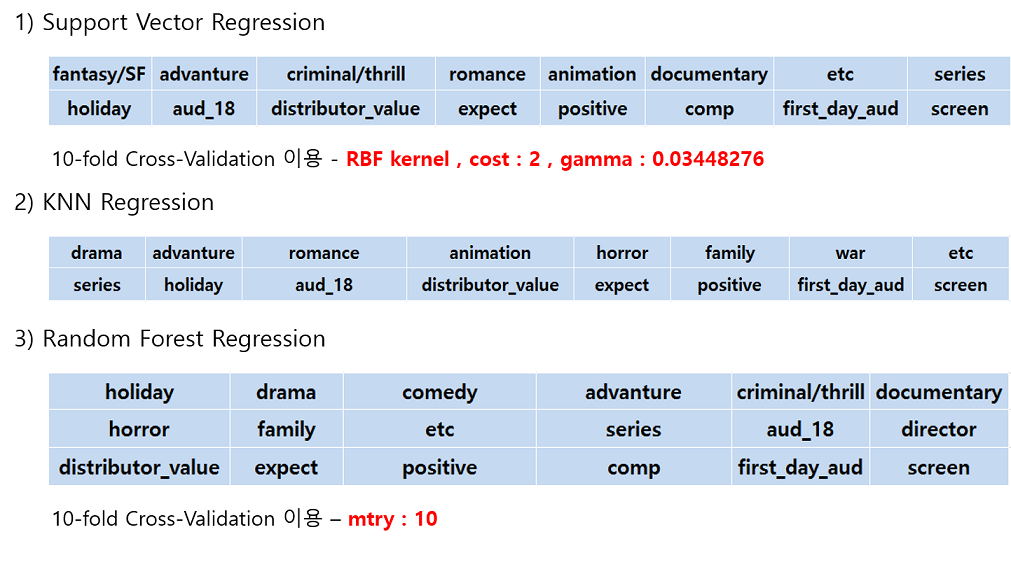 1) Support Vector Regression
fantasy/SF advanture criminal/thrill romance animation documentary etc series
holiday aud_18 distributor_value expect positive comp first_day_aud screen
10-fold Cross-Validation 이용 - RBF kernel , cost : 2 , gamma : 0.03448276
2) KNN Regression
drama advanture romance animation horror family war etc
series holiday aud_18 distributor_value expect positive first_day_aud screen
3) Random Forest Regression
holiday drama comedy advanture criminal/thrill documentary
horror family etc series aud_18 director
distributor_value expect positive comp first_day_aud screen
10-fold Cross-Validation 이용 – mtry : 10